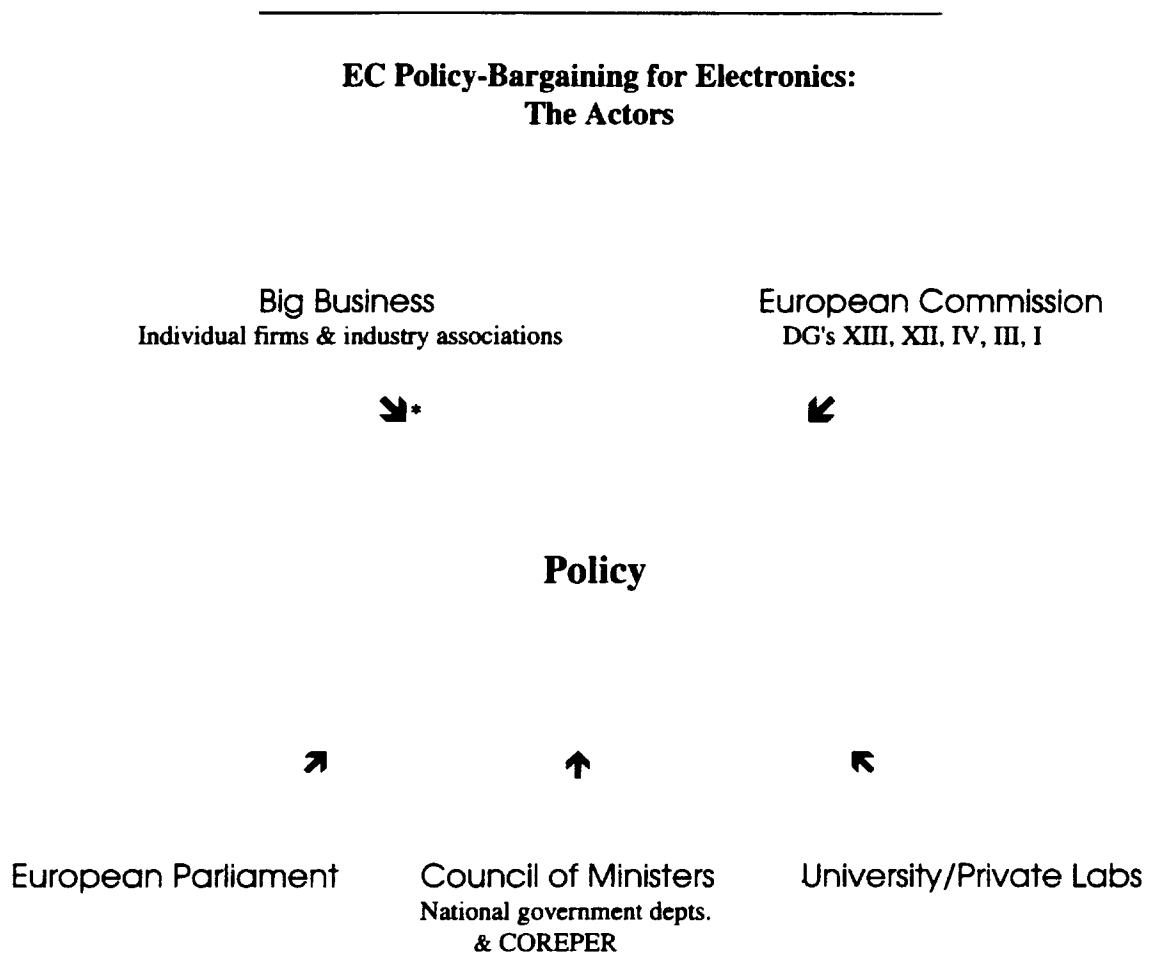 EC Policy-Bargaining for Electronics:
The Actors
Big Business
Individual firms & industry associations
European Commission
DG's XIII, XII, IV, III, I
*
Policy
European Parliament
Council of Ministers
National government depts.
& COREPER
University/Private Labs